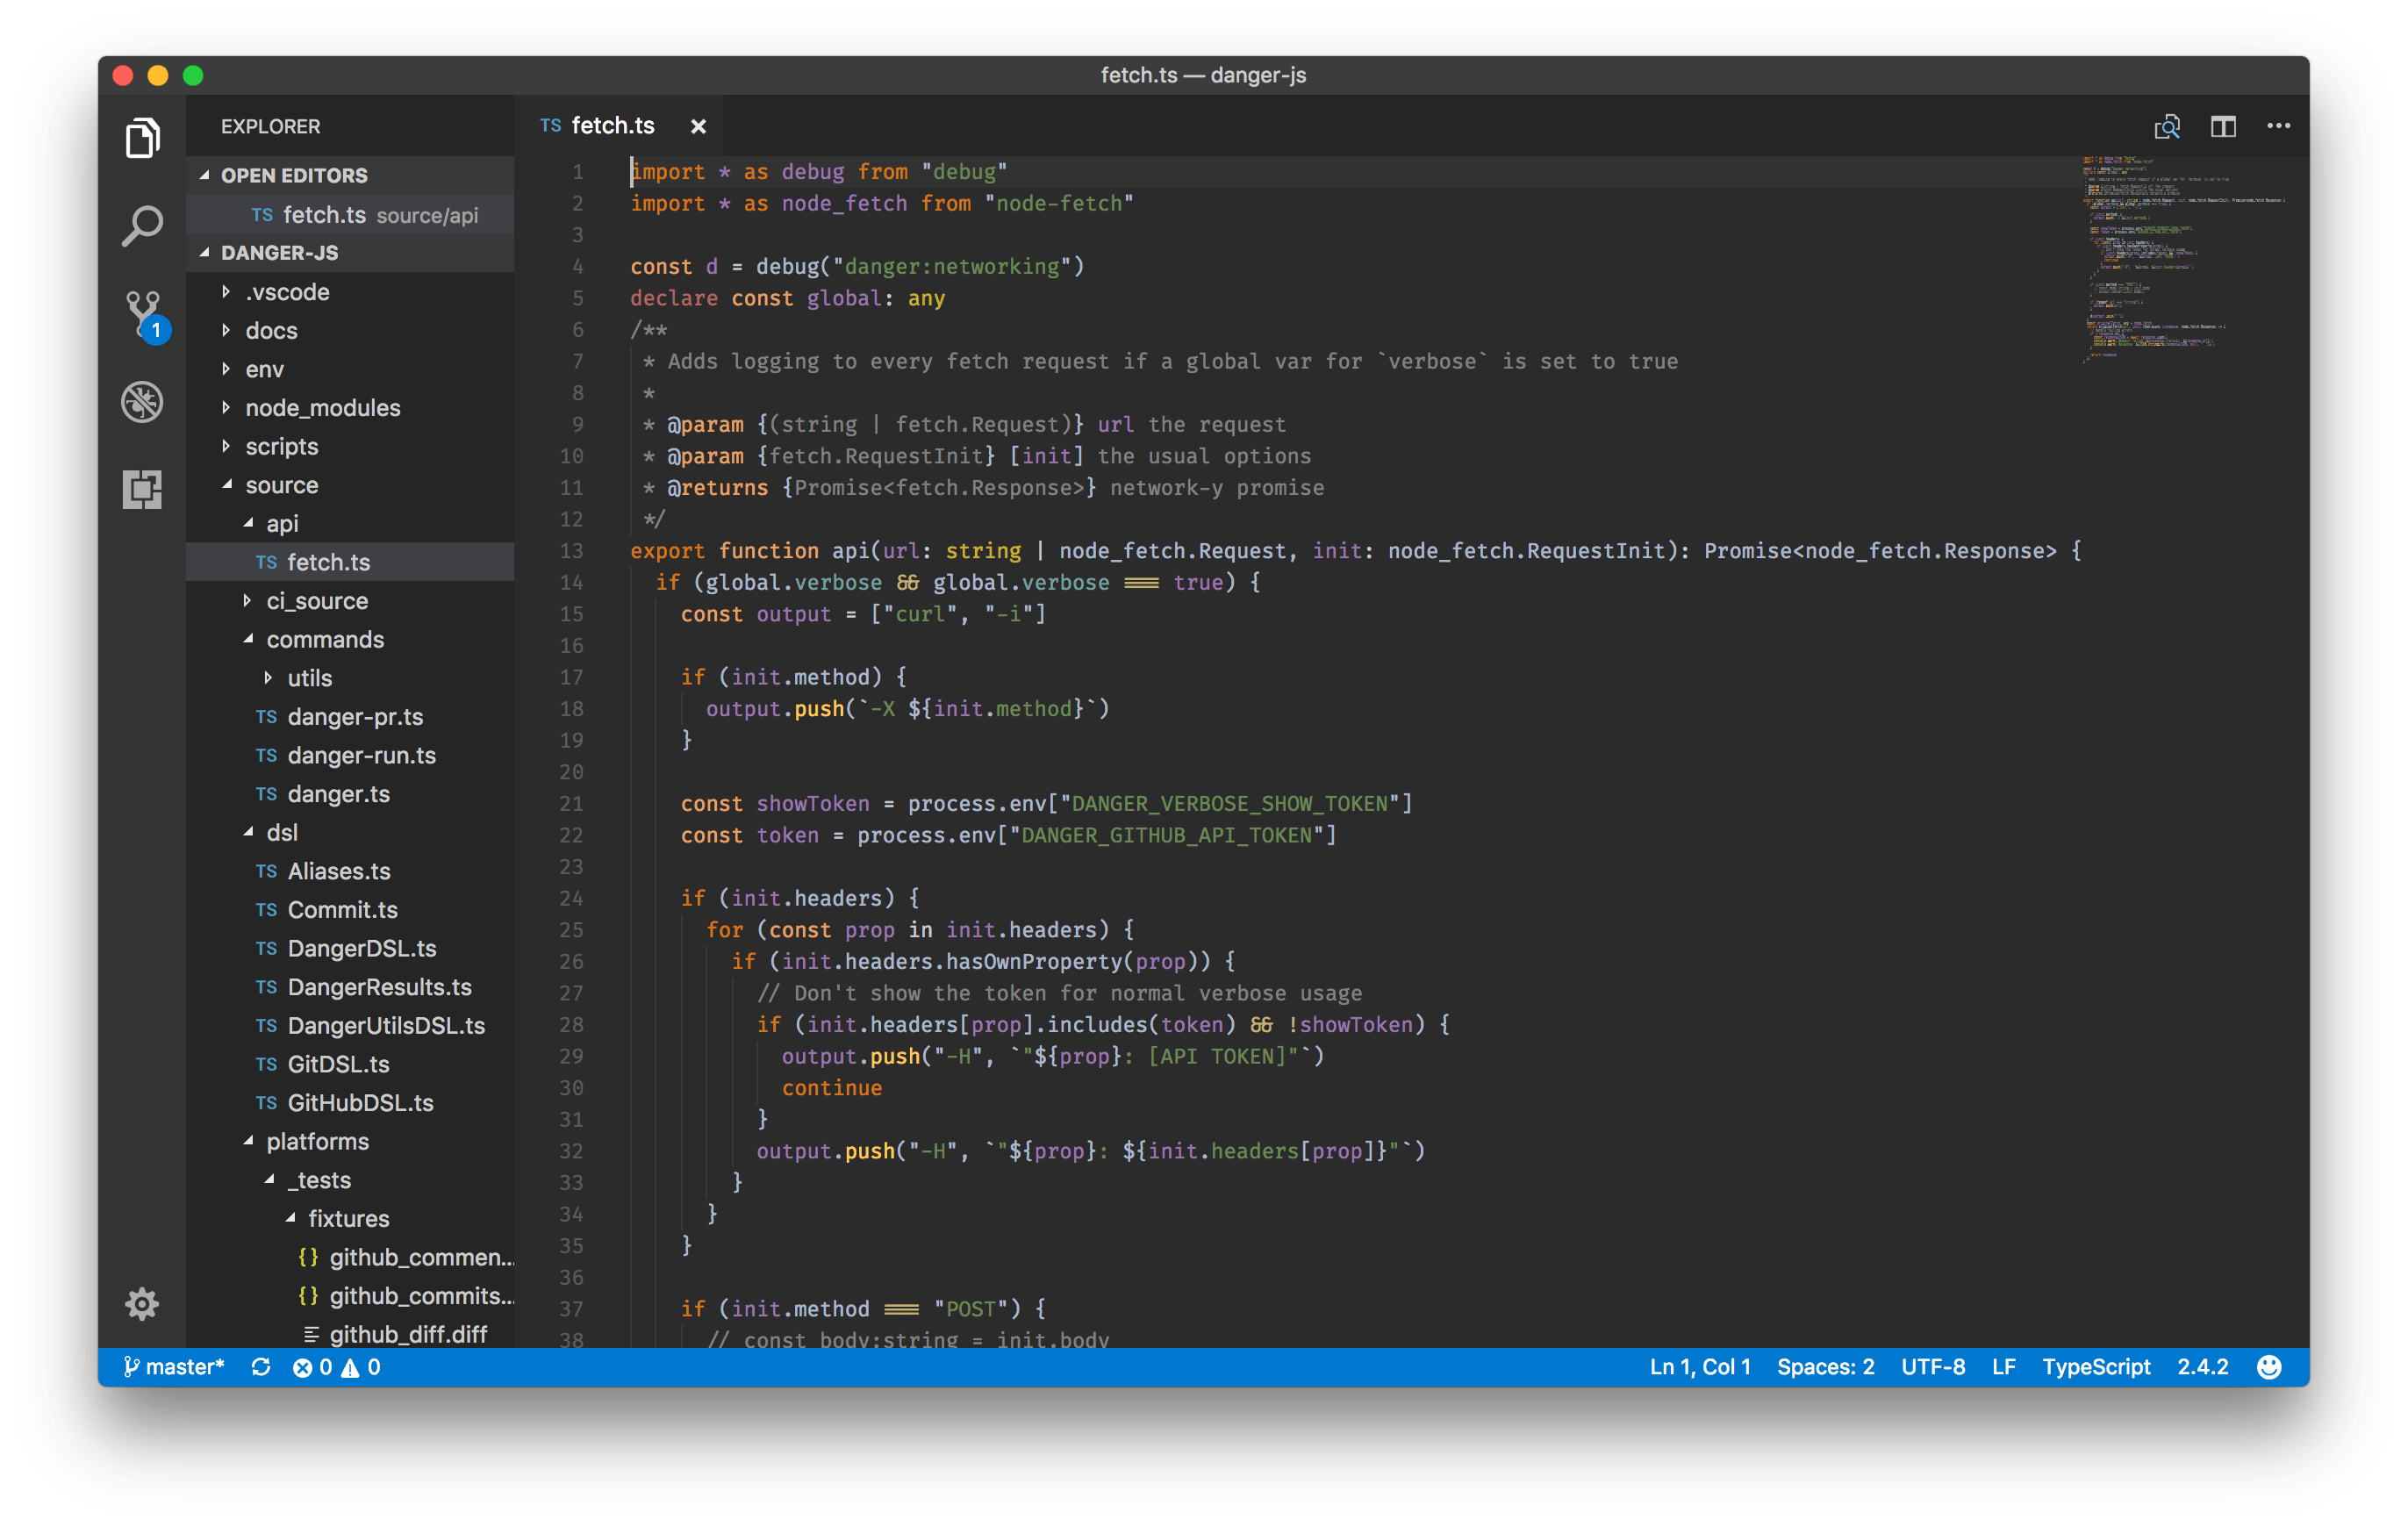 fetch.ts — danger-js
EXPLORER
OPEN EDITORS
TS fetch.ts source/api
DANGER-JS
.vscode
docs
env
node_modules
scripts
source
api
TS fetch.ts
ci_source
commands
utils
TS danger-pr.ts
TS danger-run.ts
TS danger.ts
dsl
TS Aliases.ts
TS Commit.ts
TS DangerDSL.ts
TS DangerResults.ts
TS DangerUtilsDSL.ts
TS GitDSL.ts
TS GitHubDSL.ts
platforms
_tests
fixtures
{} github_commen...
{} github_commits...
github_diff.diff
1
TS fetch.ts ×
1 import * as debug from "debug"
2 import * as node_fetch from "node-fetch"
3
4 const d = debug("danger:networking")
5 declare const global: any
6 /**
7 * Adds logging to every fetch request if a global var for `verbose` is set to true
8 *
9 * @param {(string | fetch.Request)} url the request
10 * @param {fetch.RequestInit} [init] the usual options
11 * @returns {Promise<fetch.Response>} network-y promise
12 */
13 export function api(url: string | node_fetch.Request, init: node_fetch.RequestInit): Promise<node_fetch.Response> {
14 if (global.verbose && global.verbose === true) {
15 const output = ["curl", "-i"]
16
17 if (init.method) {
18 output.push(`-X ${init.method}`)
19 }
20
21 const showToken = process.env["DANGER_VERBOSE_SHOW_TOKEN"]
22 const token = process.env["DANGER_GITHUB_API_TOKEN"]
23
24 if (init.headers) {
25 for (const prop in init.headers) {
26 if (init.headers.hasOwnProperty(prop)) {
27 // Don't show the token for normal verbose usage
28 if (init.headers[prop].includes(token) && !showToken) {
29 output.push("-H", `"${prop}: [API TOKEN]"`)
30 continue
31 }
32 output.push("-H", `"${prop}: ${init.headers[prop]}"`)
33 }
34 }
35 }
36
37 if (init.method === "POST") {
38 // const body:string = init.body
master* 0 0 Ln 1, Col 1 Spaces: 2 UTF-8 LF TypeScript 2.4.2